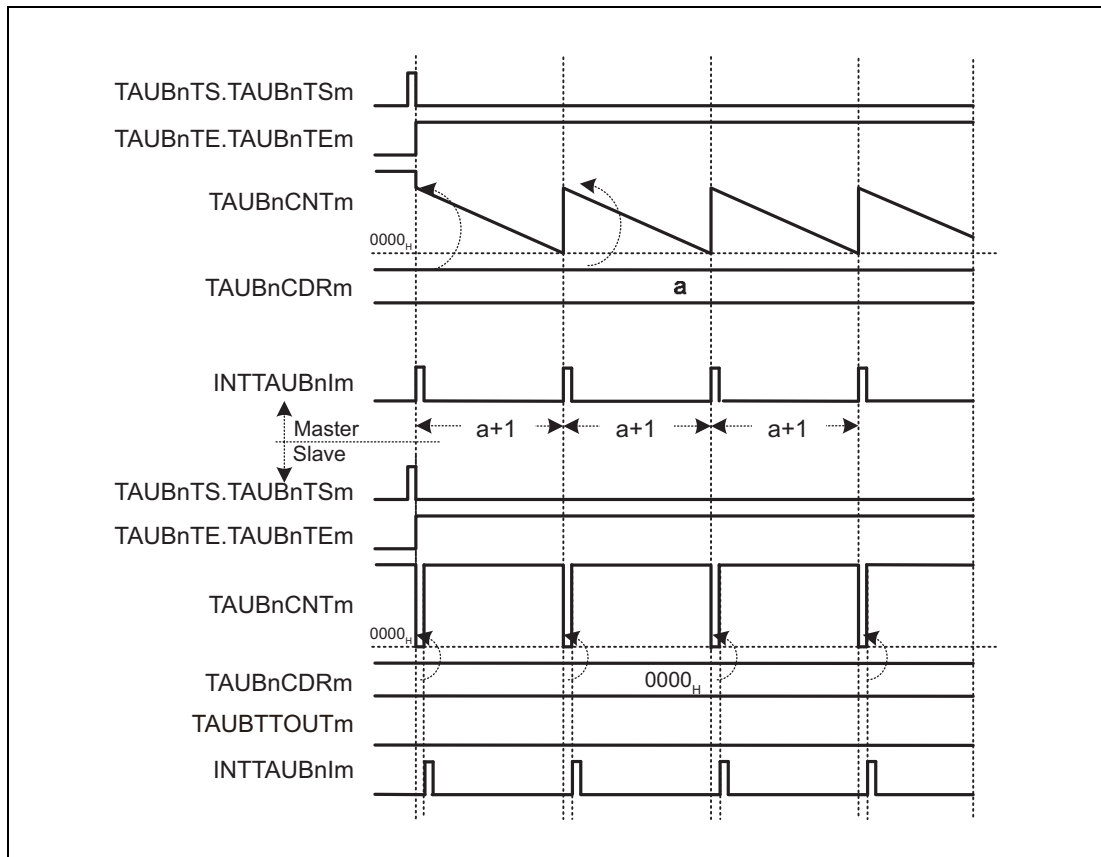 TAUBnTS.TAUBnTSm
TAUBnTE.TAUBnTEm
TAUBnCNTm
0000H
TAUBnCDRm
a
INTTAUBnIm
Master
a+1 a+1 a+1
Slave
TAUBnTS.TAUBnTSm
TAUBnTE.TAUBnTEm
TAUBnCNTm
0000H
TAUBnCDRm
0000H
TAUBTTOUTm
INTTAUBnIm